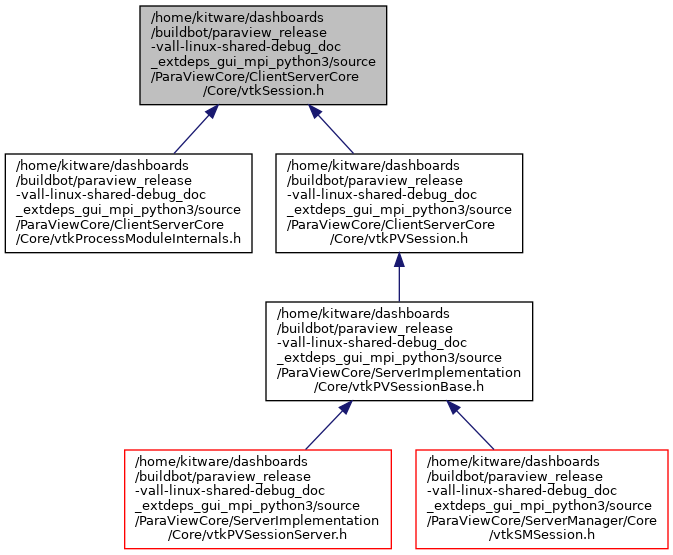 /home/kitware/dashboards
/buildbot/paraview_release
-vall-linux-shared-debug_doc
_extdeps_gui_mpi_python3/source
/ParaViewCore/ClientServerCore
/Core/vtkSession.h
/home/kitware/dashboards
/buildbot/paraview_release
-vall-linux-shared-debug_doc
_extdeps_gui_mpi_python3/source
/ParaViewCore/ClientServerCore
/Core/vtkProcessModuleInternals.h
/home/kitware/dashboards
/buildbot/paraview_release
-vall-linux-shared-debug_doc
_extdeps_gui_mpi_python3/source
/ParaViewCore/ClientServerCore
/Core/vtkPVSession.h
/home/kitware/dashboards
/buildbot/paraview_release
-vall-linux-shared-debug_doc
_extdeps_gui_mpi_python3/source
/ParaViewCore/ServerImplementation
/Core/vtkPVSessionBase.h
/home/kitware/dashboards
/buildbot/paraview_release
-vall-linux-shared-debug_doc
_extdeps_gui_mpi_python3/source
/ParaViewCore/ServerImplementation
/Core/vtkPVSessionServer.h
/home/kitware/dashboards
/buildbot/paraview_release
-vall-linux-shared-debug_doc
_extdeps_gui_mpi_python3/source
/ParaViewCore/ServerManager/Core
/vtkSMSession.h